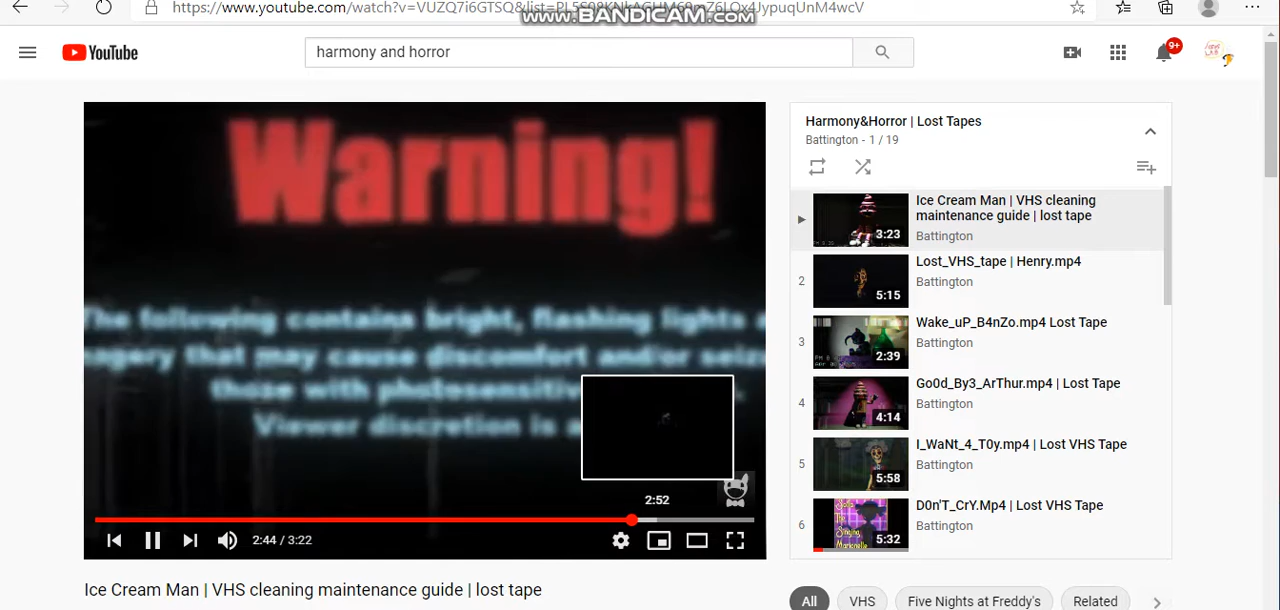 https://www.youtube.com/watch?v=VUZQ7i6GTSQ&list=
www.BANDICAM.com
YouTube
harmony and horror
9+
Warning!
The following contains bright, flashing lights
may cause discomfort and/or
those with
Viewer discretion is
2:52
2:44 / 3:22
Ice Cream Man | VHS cleaning maintenance guide | lost tape
Harmony&Horror | Lost Tapes
Battington - 1 / 19
Ice Cream Man | VHS cleaning
maintenance guide | lost tape
Battington
3:23
2
Lost_VHS_tape | Henry.mp4
Battington
5:15
3
Wake_uP_B4nZo.mp4 Lost Tape
Battington
2:39
4
Go0d_By3_ArThur.mp4 | Lost Tape
Battington
4:14
5
I_WaNt_4_T0y.mp4 | Lost VHS Tape
Battington
5:58
6
D0n'T_CrY.Mp4 | Lost VHS Tape
Battington
5:32
All
VHS
Five Nights at Freddy's
Related